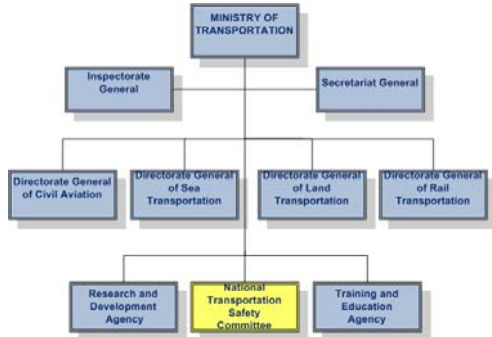 MINISTRY OF
TRANSPORTATION
Inspectorate
General
Secretariat General
Directorate General
of Civil Aviation
Directorate General
of Sea
Transportation
Directorate General
of Land
Transportation
Directorate General
of Rail
Transportation
Research and
Development
Agency
National
Transportation
Safety
Committee
Training and
Education
Agency